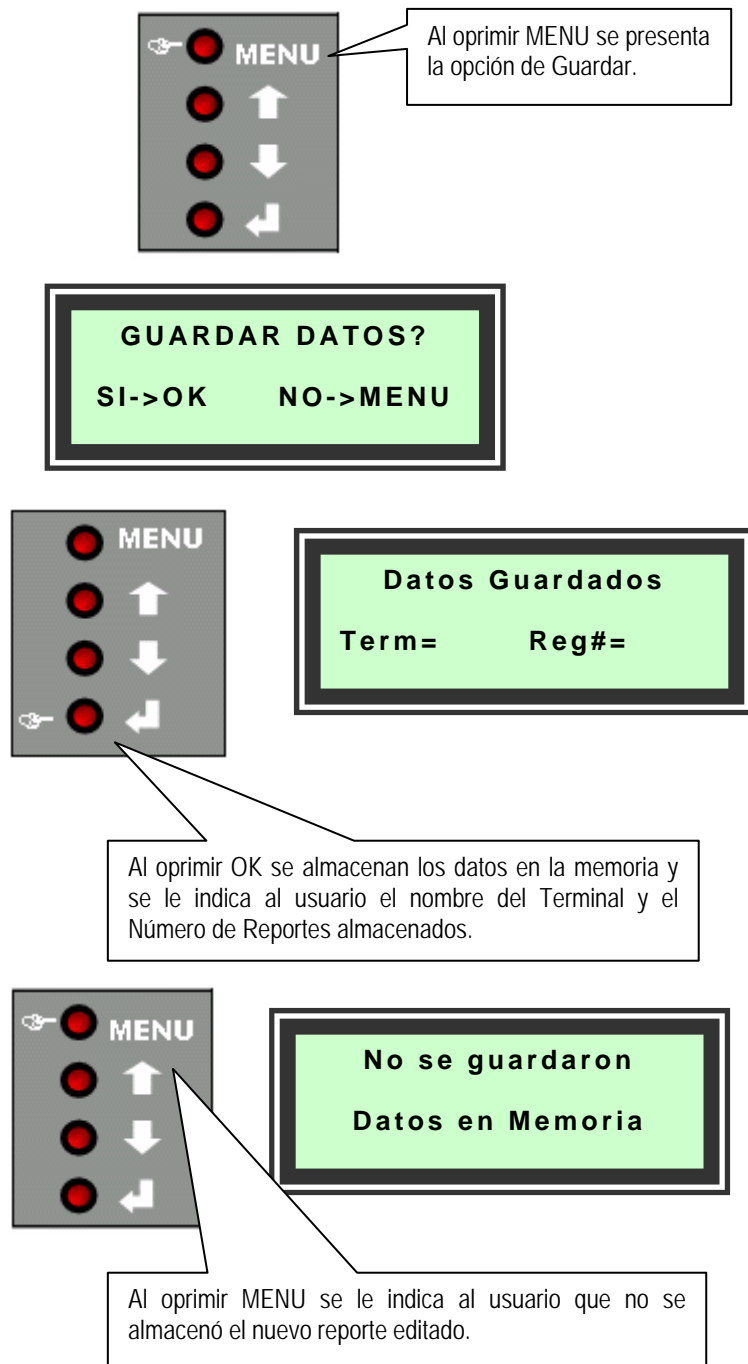 MENU
Al oprimir MENU se presenta
la opción de Guardar.
GUARDAR DATOS?
SI->OK NO->MENU
MENU
Datos Guardados
Term= Reg#=
Al oprimir OK se almacenan los datos en la memoria y
se le indica al usuario el nombre del Terminal y el
Número de Reportes almacenados.
MENU
No se guardaron
Datos en Memoria
Al oprimir MENU se le indica al usuario que no se
almacenó el nuevo reporte editado.